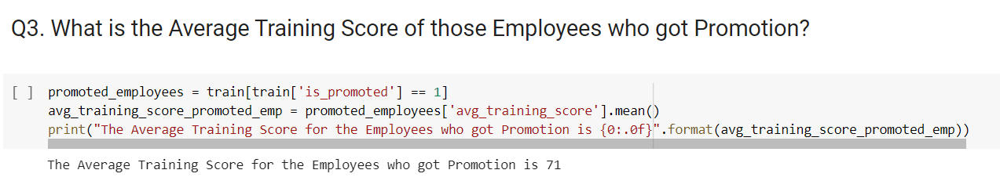 Q3. What is the Average Training Score of those Employees who got Promotion?
[ ] promoted_employees = train[train['is_promoted'] == 1]
avg_training_score_promoted_emp = promoted_employees['avg_training_score'].mean()
print("The Average Training Score for the Employees who got Promotion is {0:.0f}".format(avg_training_score_promoted_emp))
The Average Training Score for the Employees who got Promotion is 71